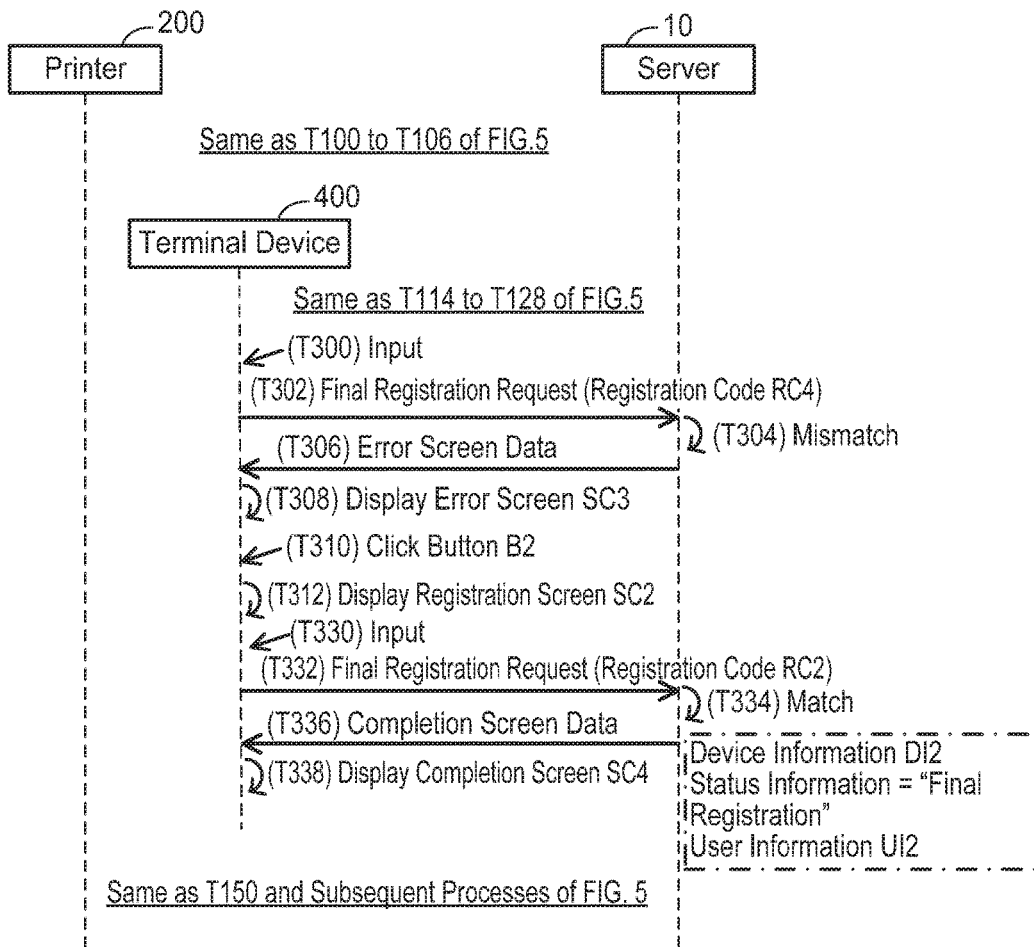 200
10
Printer
Server
Same as T100 to T106 of FIG.5
400
Terminal Device
Same as T114 to T128 of FIG.5
(T300) Input
(T302) Final Registration Request (Registration Code RC4)
(T304) Mismatch
(T306) Error Screen Data
(T308) Display Error Screen SC3
(T310) Click Button B2
(T312) Display Registration Screen SC2
(T330) Input
(T332) Final Registration Request (Registration Code RC2)
(T334) Match
(T336) Completion Screen Data
(T338) Display Completion Screen SC4
Device Information DI2
Status Information = “Final
Registration”
User Information UI2
Same as T150 and Subsequent Processes of FIG. 5